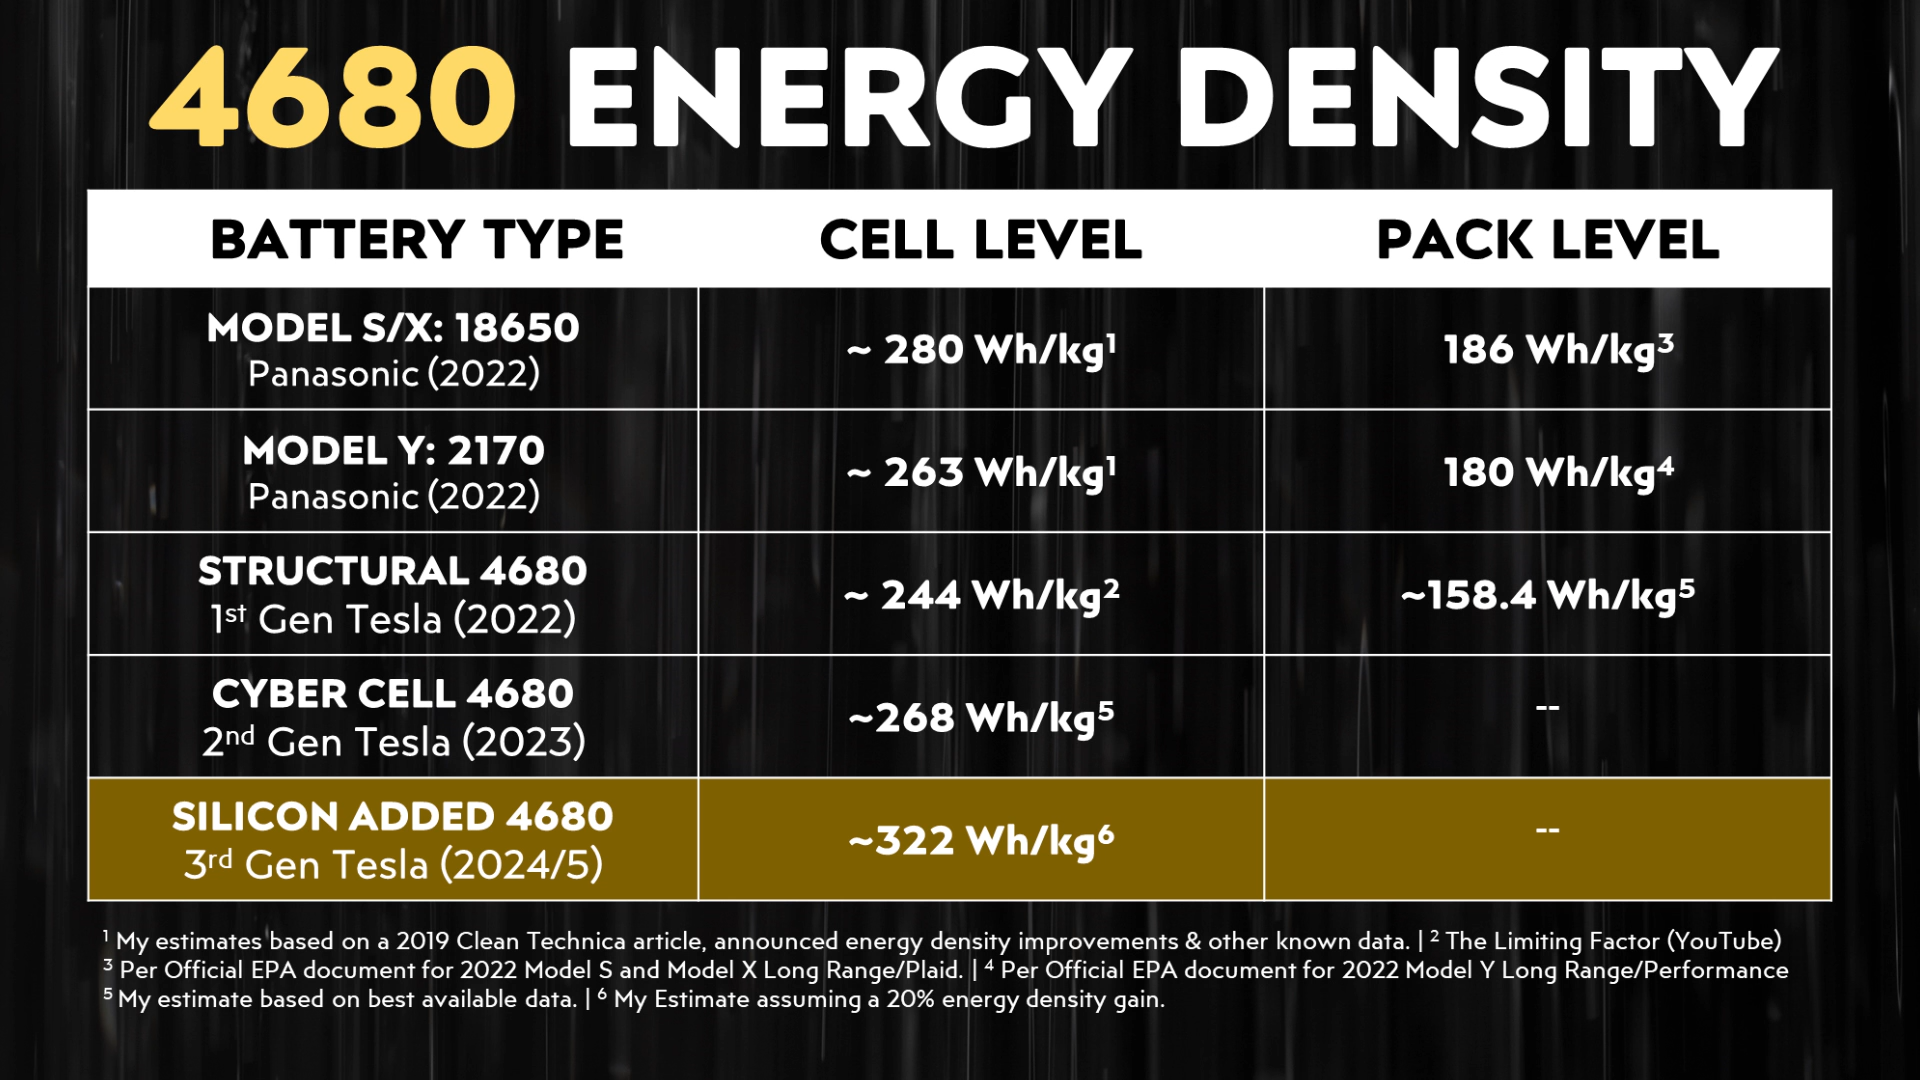 4680 ENERGY DENSITY
BATTERY TYPE CELL LEVEL PACK LEVEL
MODEL S/X: 18650
Panasonic (2022)
~ 280 Wh/kg¹
186 Wh/kg³
MODEL Y: 2170
Panasonic (2022)
~ 263 Wh/kg¹
180 Wh/kg⁴
STRUCTURAL 4680
1st Gen Tesla (2022)
~ 244 Wh/kg²
~158.4 Wh/kg⁵
CYBER CELL 4680
2nd Gen Tesla (2023)
~268 Wh/kg⁵
--
SILICON ADDED 4680
3rd Gen Tesla (2024/5)
~322 Wh/kg⁶
--
¹ My estimates based on a 2019 Clean Technica article, announced energy density improvements & other known data. | ² The Limiting Factor (YouTube)
³ Per Official EPA document for 2022 Model S and Model X Long Range/Plaid. | ⁴ Per Official EPA document for 2022 Model Y Long Range/Performance
⁵ My estimate based on best available data. | ⁶ My Estimate assuming a 20% energy density gain.